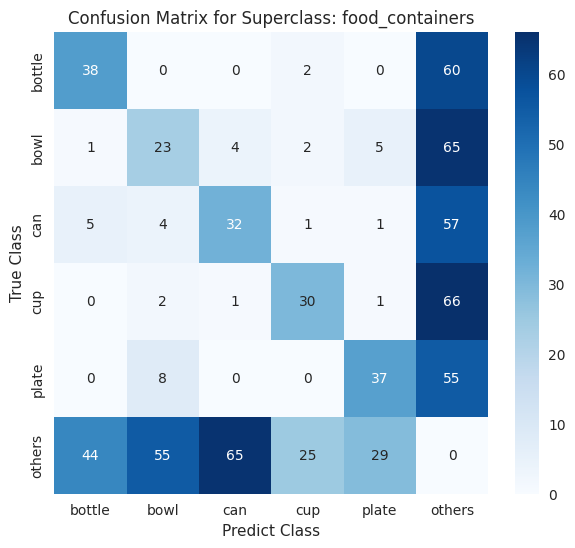 Confusion Matrix for Superclass: food_containers
True Class
bottle 38 0 0 2 0 60
bowl 1 23 4 2 5 65
can 5 4 32 1 1 57
cup 0 2 1 30 1 66
plate 0 8 0 0 37 55
others 44 55 65 25 29 0
bottle bowl can cup plate others
Predict Class
60
50
40
30
20
10
0